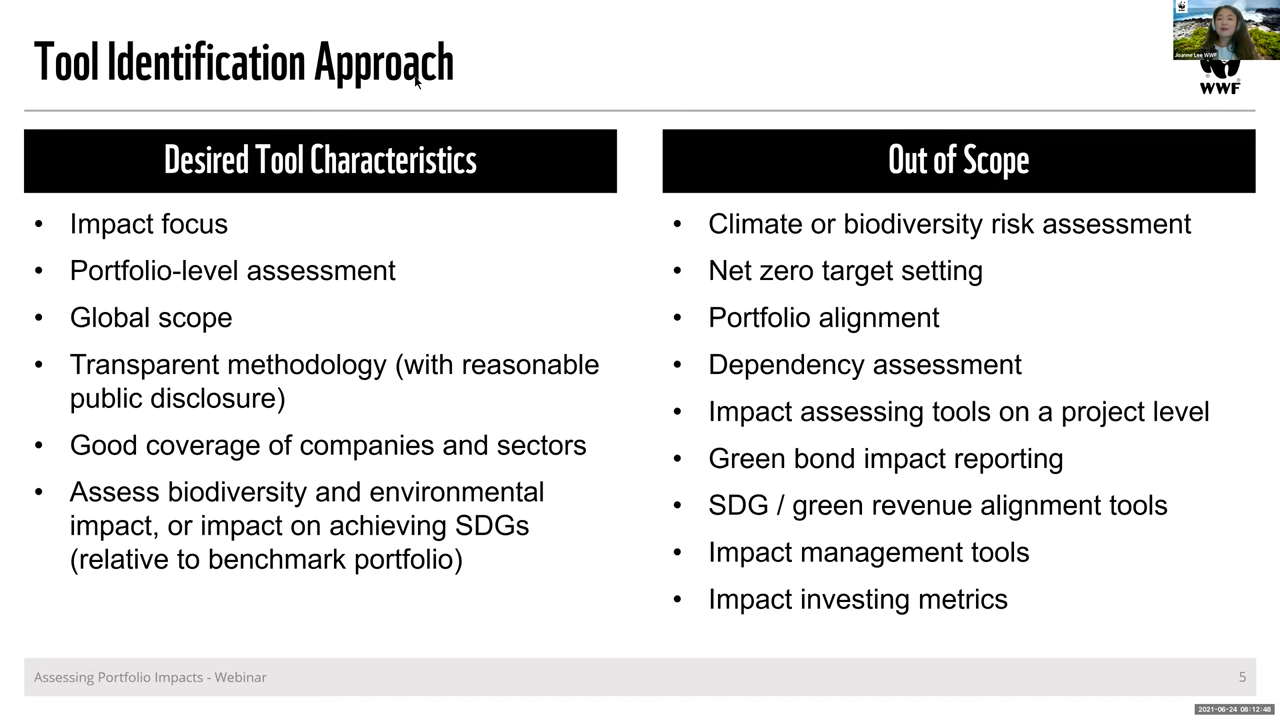 Tool Identification Approach
Joanne Lee WWF
WWF
Desired Tool Characteristics
• Impact focus
• Portfolio-level assessment
• Global scope
• Transparent methodology (with reasonable
public disclosure)
• Good coverage of companies and sectors
• Assess biodiversity and environmental
impact, or impact on achieving SDGs
(relative to benchmark portfolio)
Out of Scope
• Climate or biodiversity risk assessment
• Net zero target setting
• Portfolio alignment
• Dependency assessment
• Impact assessing tools on a project level
• Green bond impact reporting
• SDG / green revenue alignment tools
• Impact management tools
• Impact investing metrics
Assessing Portfolio Impacts - Webinar
5
2021-06-24 08:12:48